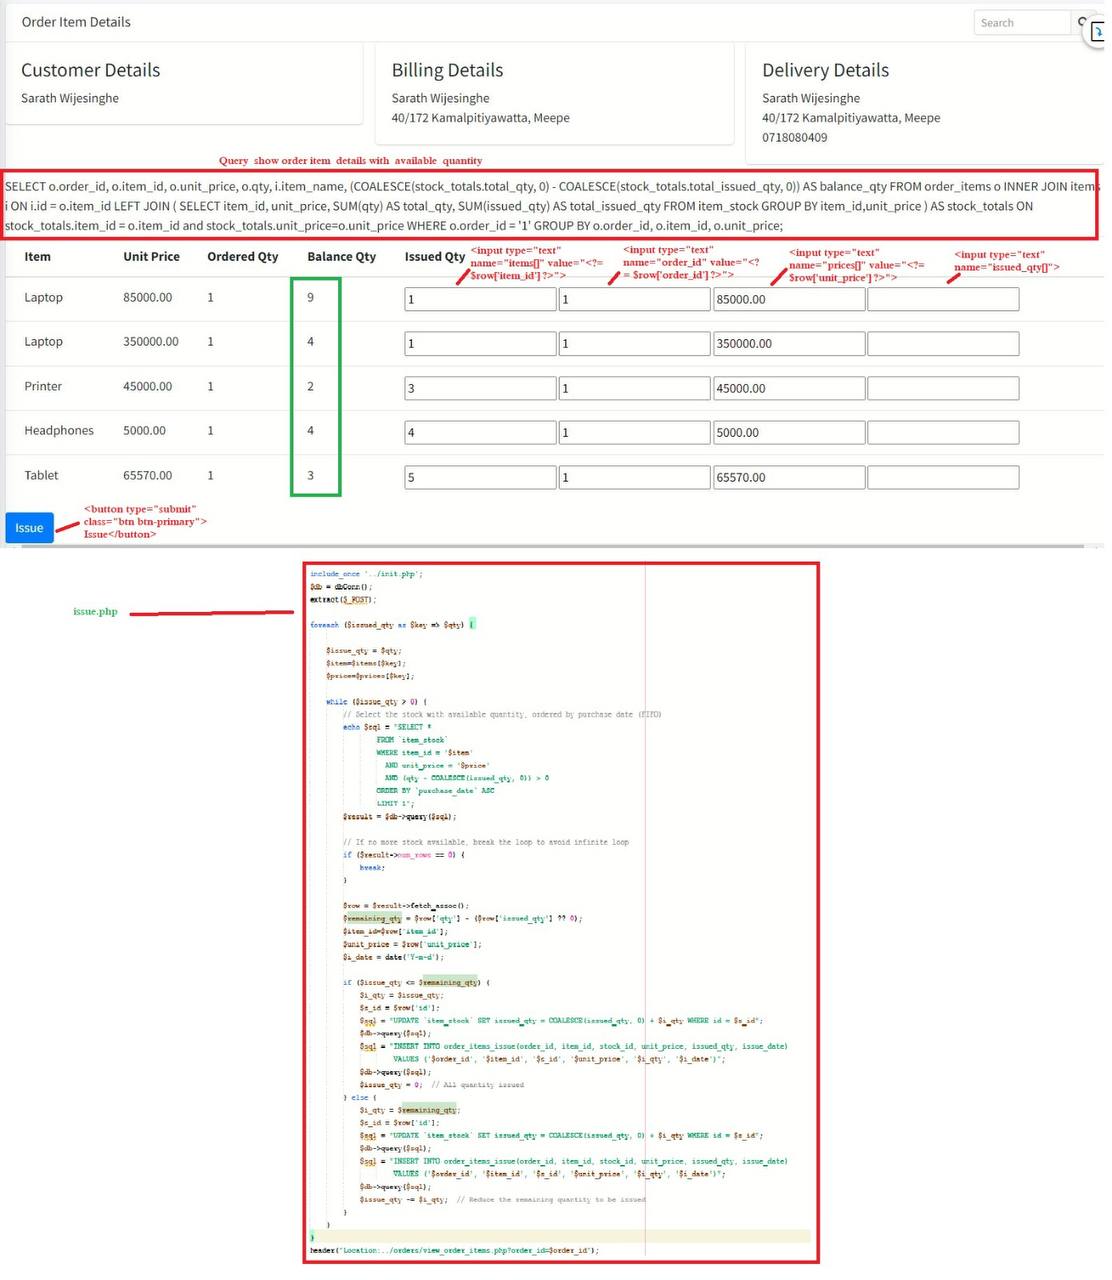 Order Item Details
Search
Customer Details
Sarath Wijesinghe
Billing Details
Sarath Wijesinghe
40/172 Kamalpitiyawatta, Meepe
Delivery Details
Sarath Wijesinghe
40/172 Kamalpitiyawatta, Meepe
0718080409
Query show order item details with available quantity
SELECT o.order_id, o.item_id, o.unit_price, o.qty, i.item_name, (COALESCE(stock_totals.total_qty, 0) - COALESCE(stock_totals.total_issued_qty, 0)) AS balance_qty FROM order_items o INNER JOIN items
i ON i.id = o.item_id LEFT JOIN ( SELECT item_id, unit_price, SUM(qty) AS total_qty, SUM(issued_qty) AS total_issued_qty FROM item_stock GROUP BY item_id,unit_price ) AS stock_totals ON
stock_totals.item_id = o.item_id and stock_totals.unit_price=o.unit_price WHERE o.order_id = '1' GROUP BY o.order_id, o.item_id, o.unit_price;
Item Unit Price Ordered Qty Balance Qty Issued Qty
<input type="text"
name="items[]" value="<?=
$row['item_id'] ?>">
<input type="text"
name="order_id" value="<?
= $row['order_id'] ?>">
<input type="text"
name="prices[]" value="<?=
$row['unit_price'] ?>">
<input type="text"
name="issued_qty[]">
Laptop 85000.00 1 9 1 1 85000.00
Laptop 350000.00 1 4 1 1 350000.00
Printer 45000.00 1 2 3 1 45000.00
Headphones 5000.00 1 4 4 1 5000.00
Tablet 65570.00 1 3 5 1 65570.00
Issue
<button type="submit"
class="btn btn-primary">
Issue</button>
issue.php
include_once '../init.php';
$db = dbConn();
extract($_POST);
foreach ($issued_qty as $key => $qty) {
$issue_qty = $qty;
$item=$items[$key];
$price=$prices[$key];
while ($issue_qty > 0) {
// Select the stock with available quantity, ordered by purchase date (FIFO)
echo $sql = "SELECT *
FROM `item_stock`
WHERE item_id = '$item'
AND unit_price = '$price'
AND (qty - COALESCE(issued_qty, 0)) > 0
ORDER BY `purchase_date` ASC
LIMIT 1";
$result = $db->query($sql);
// If no more stock available, break the loop to avoid infinite loop
if ($result->num_rows == 0) {
break;
}
$row = $result->fetch_assoc();
$remaining_qty = $row['qty'] - ($row['issued_qty'] ?? 0);
$item_id=$row['item_id'];
$unit_price = $row['unit_price'];
$i_date = date('Y-m-d');
if ($issue_qty <= $remaining_qty) {
$i_qty = $issue_qty;
$s_id = $row['id'];
$sql = "UPDATE `item_stock` SET issued_qty = COALESCE(issued_qty, 0) + $i_qty WHERE id = $s_id";
$db->query($sql);
$sql = "INSERT INTO order_items_issue(order_id, item_id, stock_id, unit_price, issued_qty, issue_date)
VALUES ('$order_id', '$item_id', '$s_id', '$unit_price', '$i_qty', '$i_date')";
$db->query($sql);
$issue_qty = 0; // All quantity issued
} else {
$i_qty = $remaining_qty;
$s_id = $row['id'];
$sql = "UPDATE `item_stock` SET issued_qty = COALESCE(issued_qty, 0) + $i_qty WHERE id = $s_id";
$db->query($sql);
$sql = "INSERT INTO order_items_issue(order_id, item_id, stock_id, unit_price, issued_qty, issue_date)
VALUES ('$order_id', '$item_id', '$s_id', '$unit_price', '$i_qty', '$i_date')";
$db->query($sql);
$issue_qty -= $i_qty; // Reduce the remaining quantity to be issued
}
}
}
header("Location:../orders/view_order_items.php?order_id=$order_id");